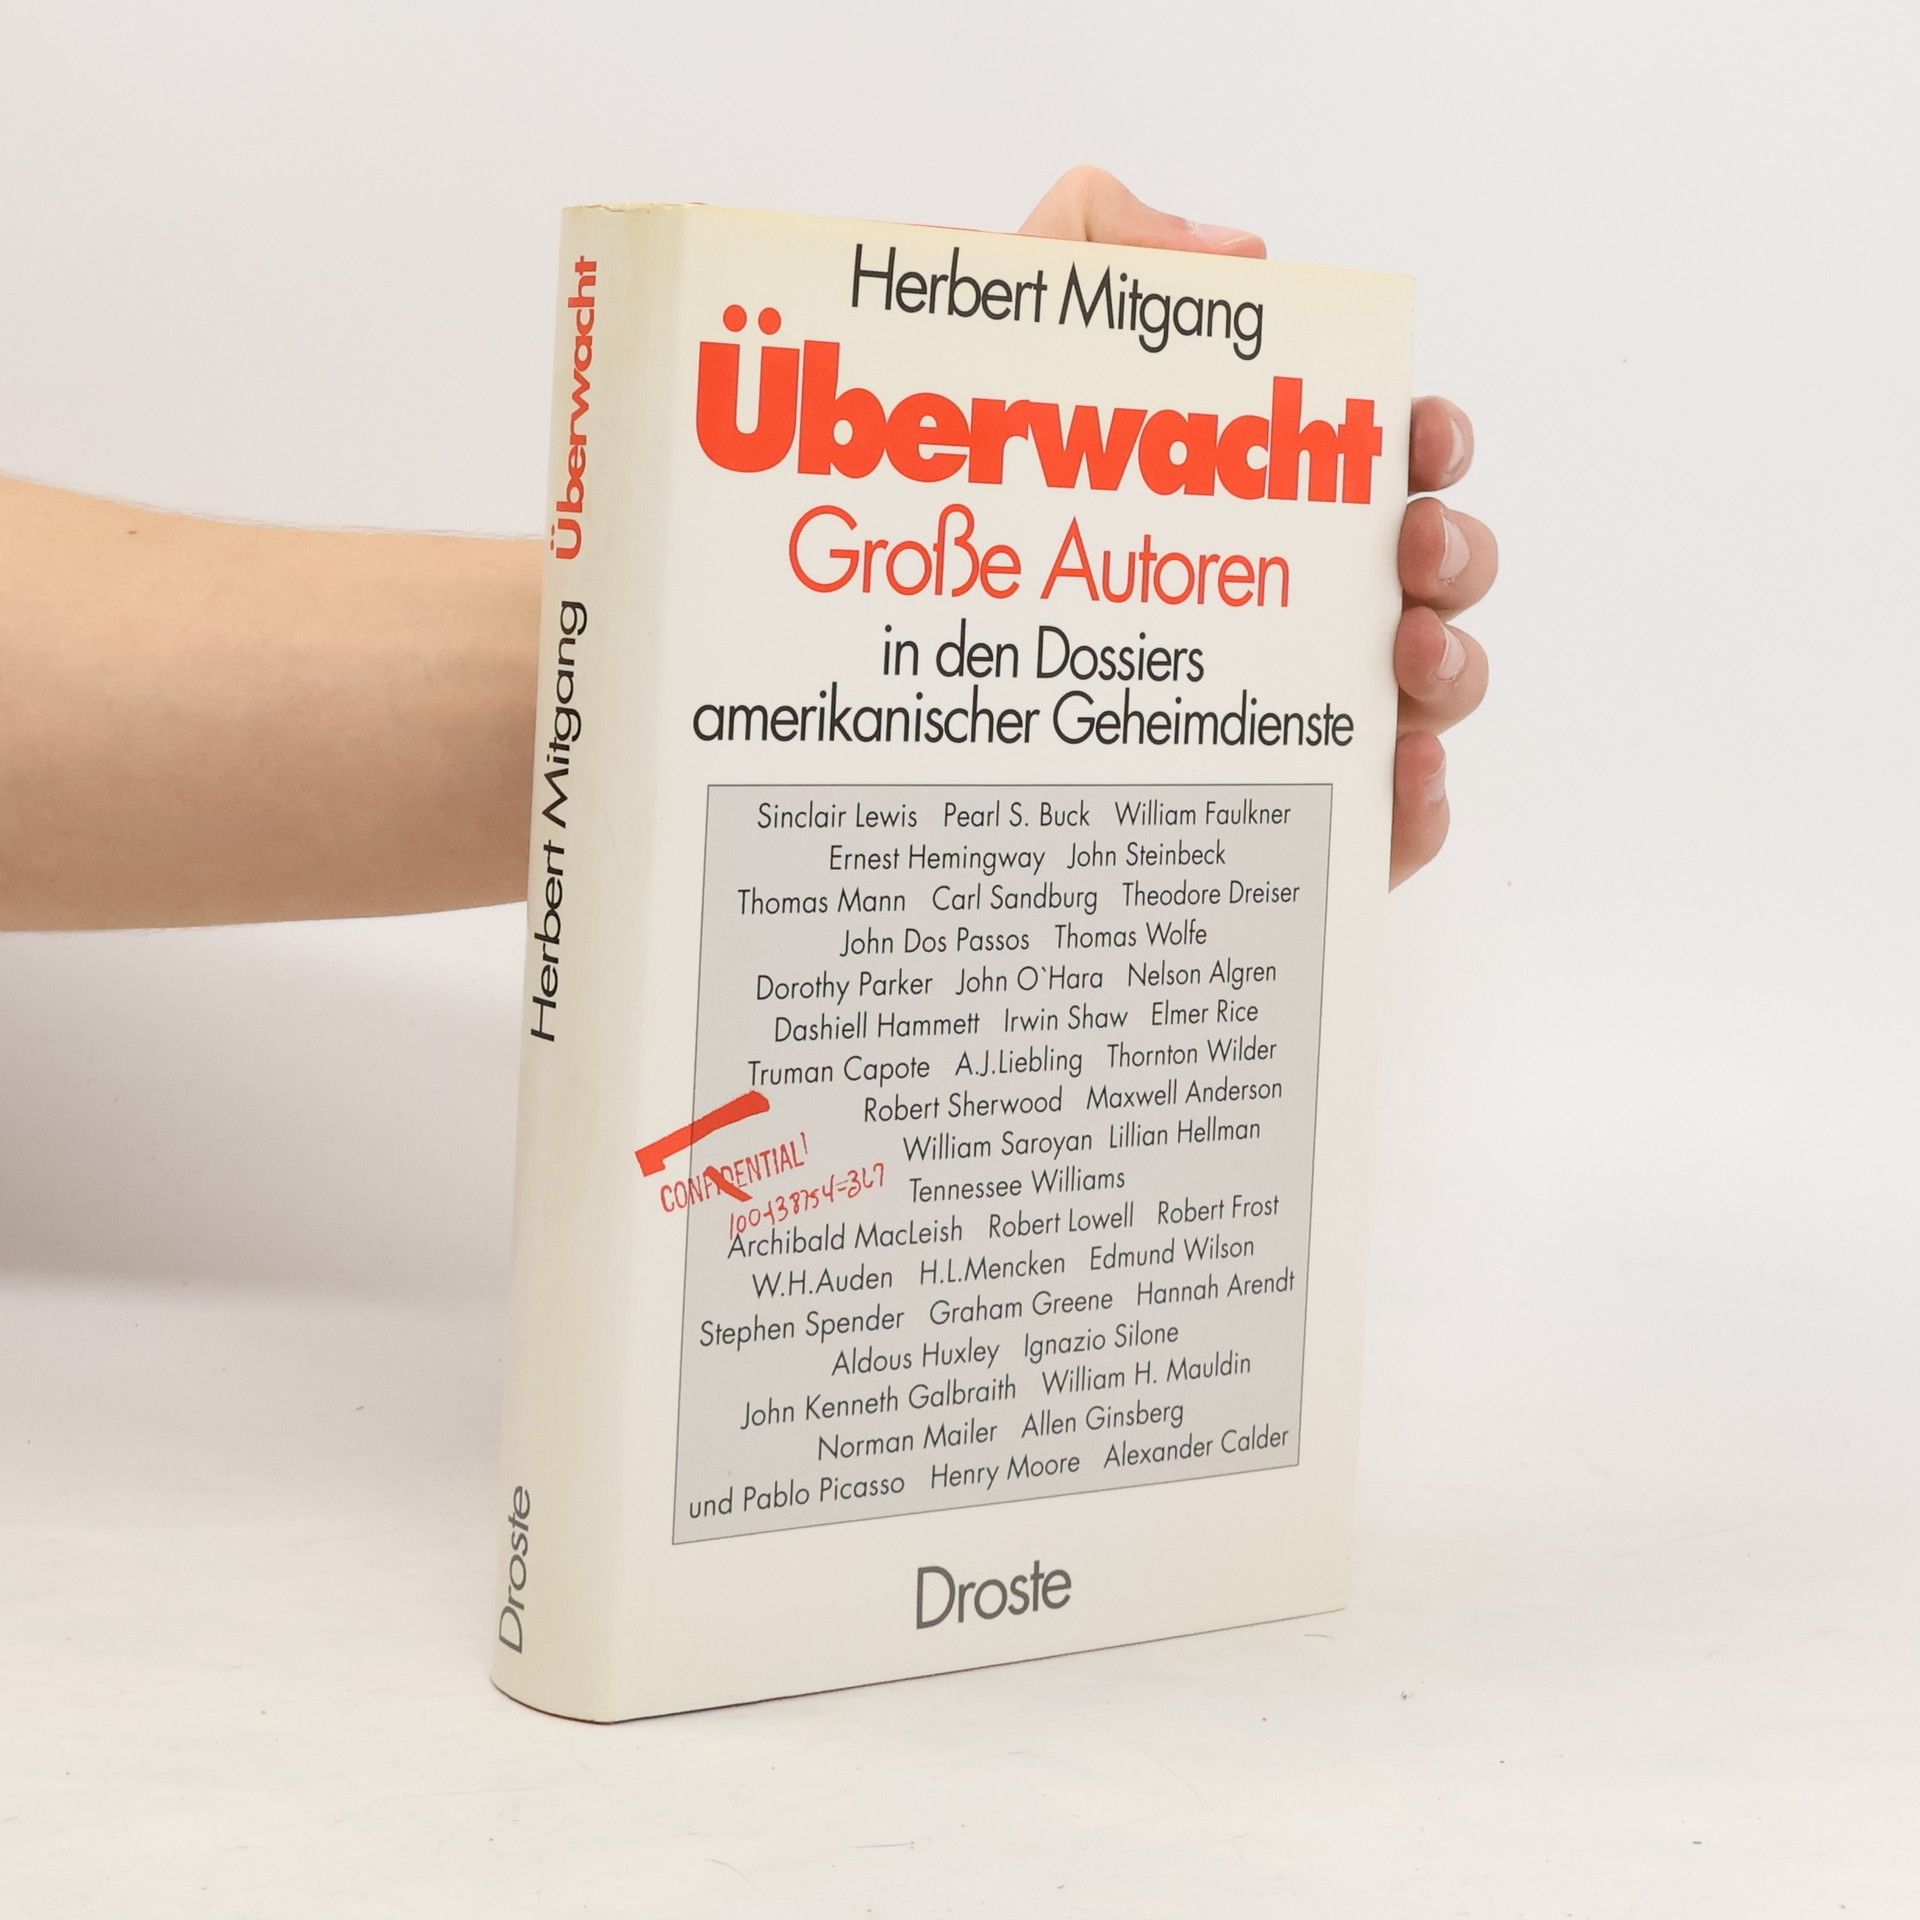 Herbert Mitgang
Überwacht
Große Autoren
in den Dossiers
amerikanischer Geheimdienste
Sinclair Lewis Pearl S. Buck William Faulkner
Ernest Hemingway John Steinbeck
Thomas Mann Carl Sandburg Theodore Dreiser
John Dos Passos Thomas Wolfe
Dorothy Parker John O`Hara Nelson Algren
Dashiell Hammett Irwin Shaw Elmer Rice
Truman Capote A.J.Liebling Thornton Wilder
Robert Sherwood Maxwell Anderson
William Saroyan Lillian Hellman
CONFIDENTIAL
Tennessee Williams
Archibald MacLeish Robert Lowell Robert Frost
W.H.Auden H.L.Mencken Edmund Wilson
Stephen Spender Graham Greene Hannah Arendt
Aldous Huxley Ignazio Silone
John Kenneth Galbraith William H. Mauldin
Norman Mailer Allen Ginsberg
und Pablo Picasso Henry Moore Alexander Calder
Droste
Herbert Mitgang Überwacht
Droste